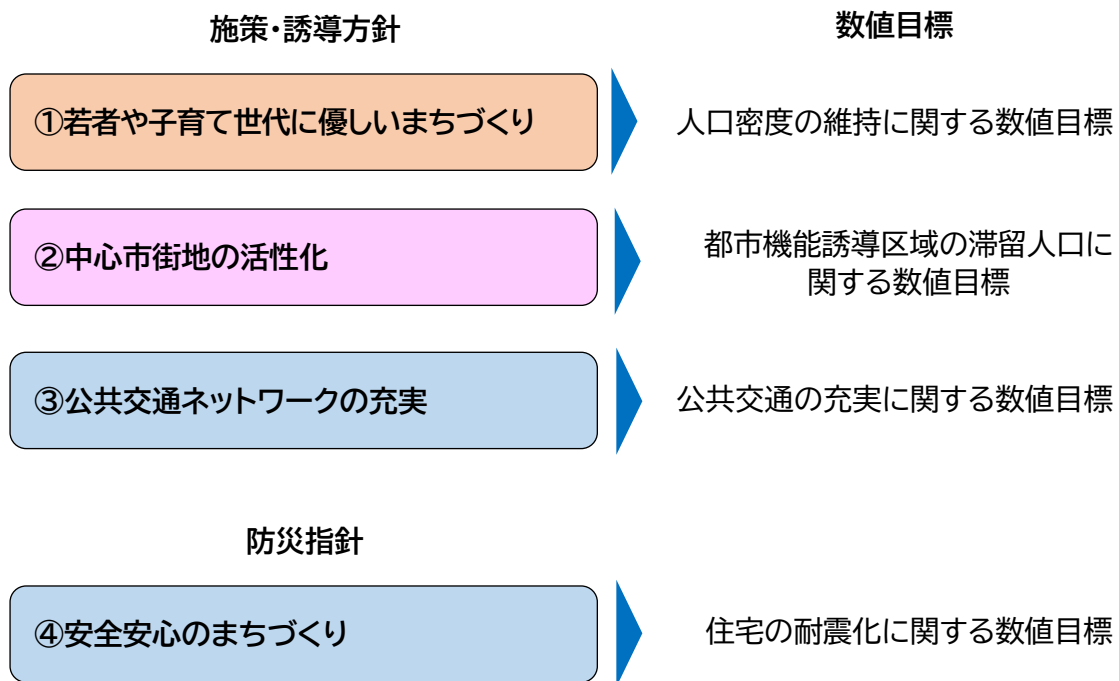 施策・誘導方針
数値目標
①若者や子育て世代に優しいまちづくり
人口密度の維持に関する数値目標
②中心市街地の活性化
都市機能誘導区域の滞留人口に
関する数値目標
③公共交通ネットワークの充実
公共交通の充実に関する数値目標
防災指針
④安全安心のまちづくり
住宅の耐震化に関する数値目標